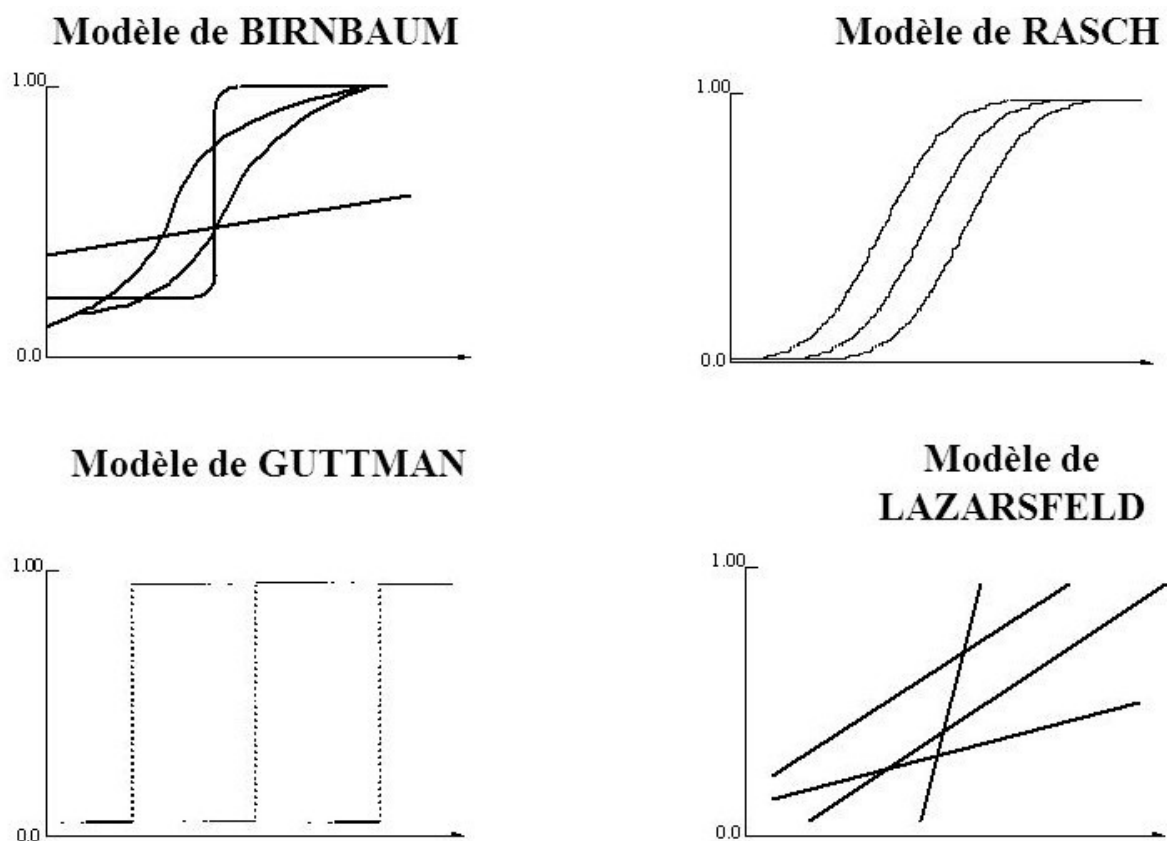 Modèle de BIRNBAUM
1.00
0.0
Modèle de RASCH
1.00
0.0
Modèle de GUTTMAN
1.00
0.0
Modèle de
LAZARSFELD
1.00
0.0